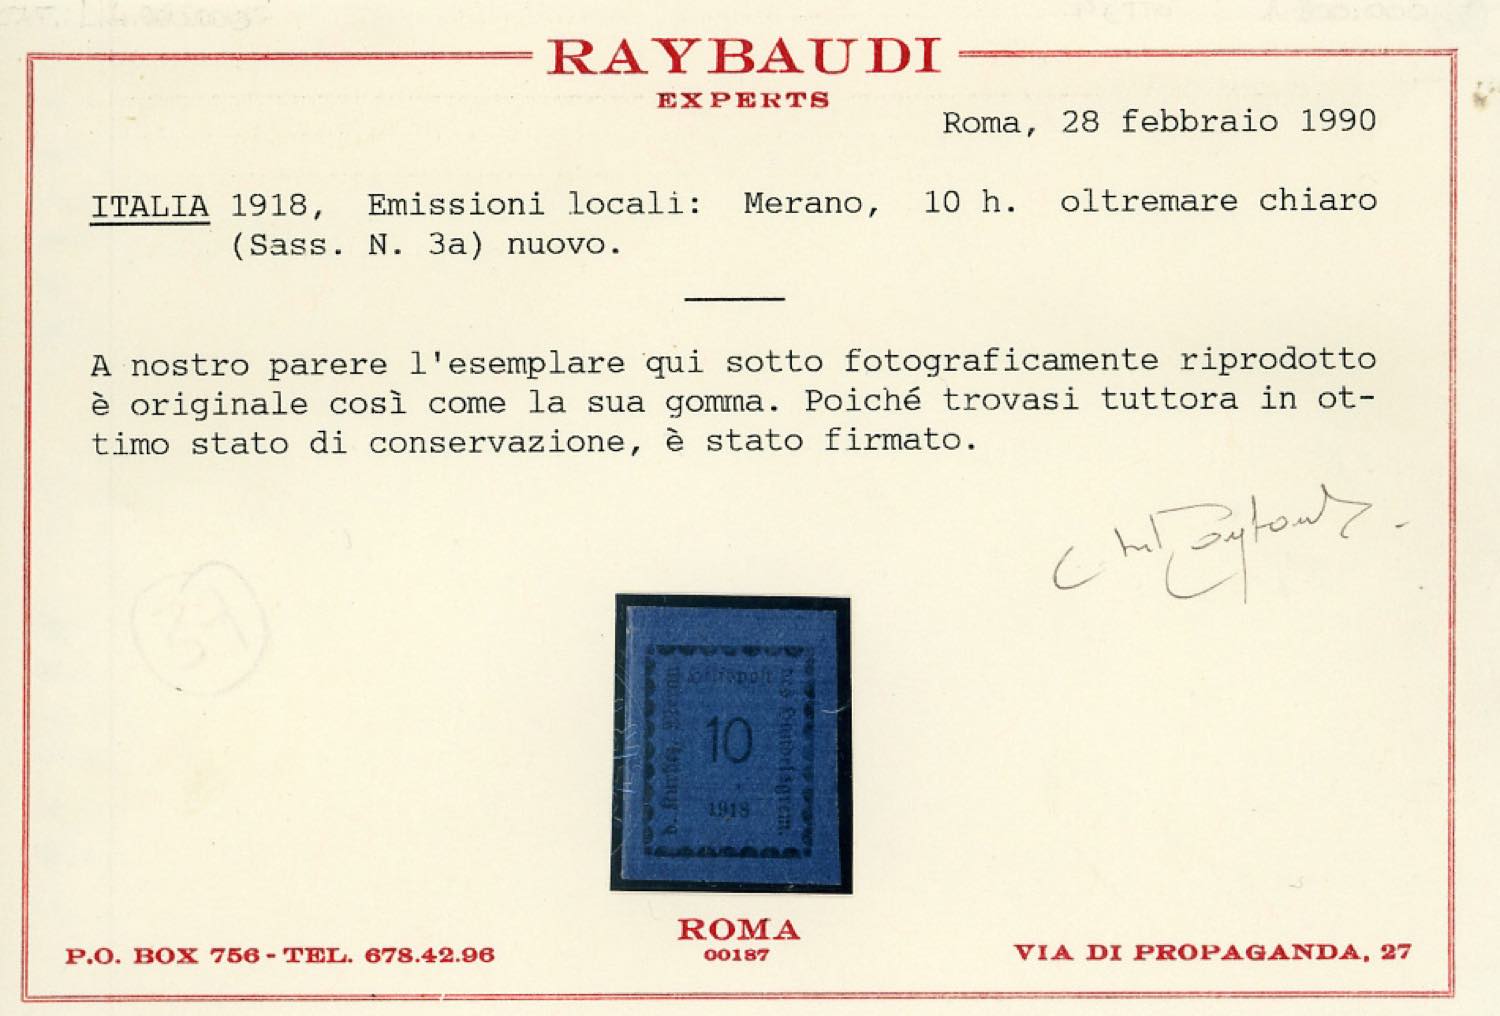 RAYBAUDI
EXPERTS
Roma, 28 febbraio 1990
ITALIA 1918, Emissioni locali: Merano, 10 h. oltremare chiaro
(Sass. N. 3a) nuovo.
A nostro parere l'esemplare qui sotto fotograficamente riprodotto
è originale così come la sua gomma. Poiché trovasi tuttora in ot-
timo stato di conservazione, è stato firmato.
10
1918
ROMA
00187
P.O. BOX 756 - TEL. 678.42.96
VIA DI PROPAGANDA, 27